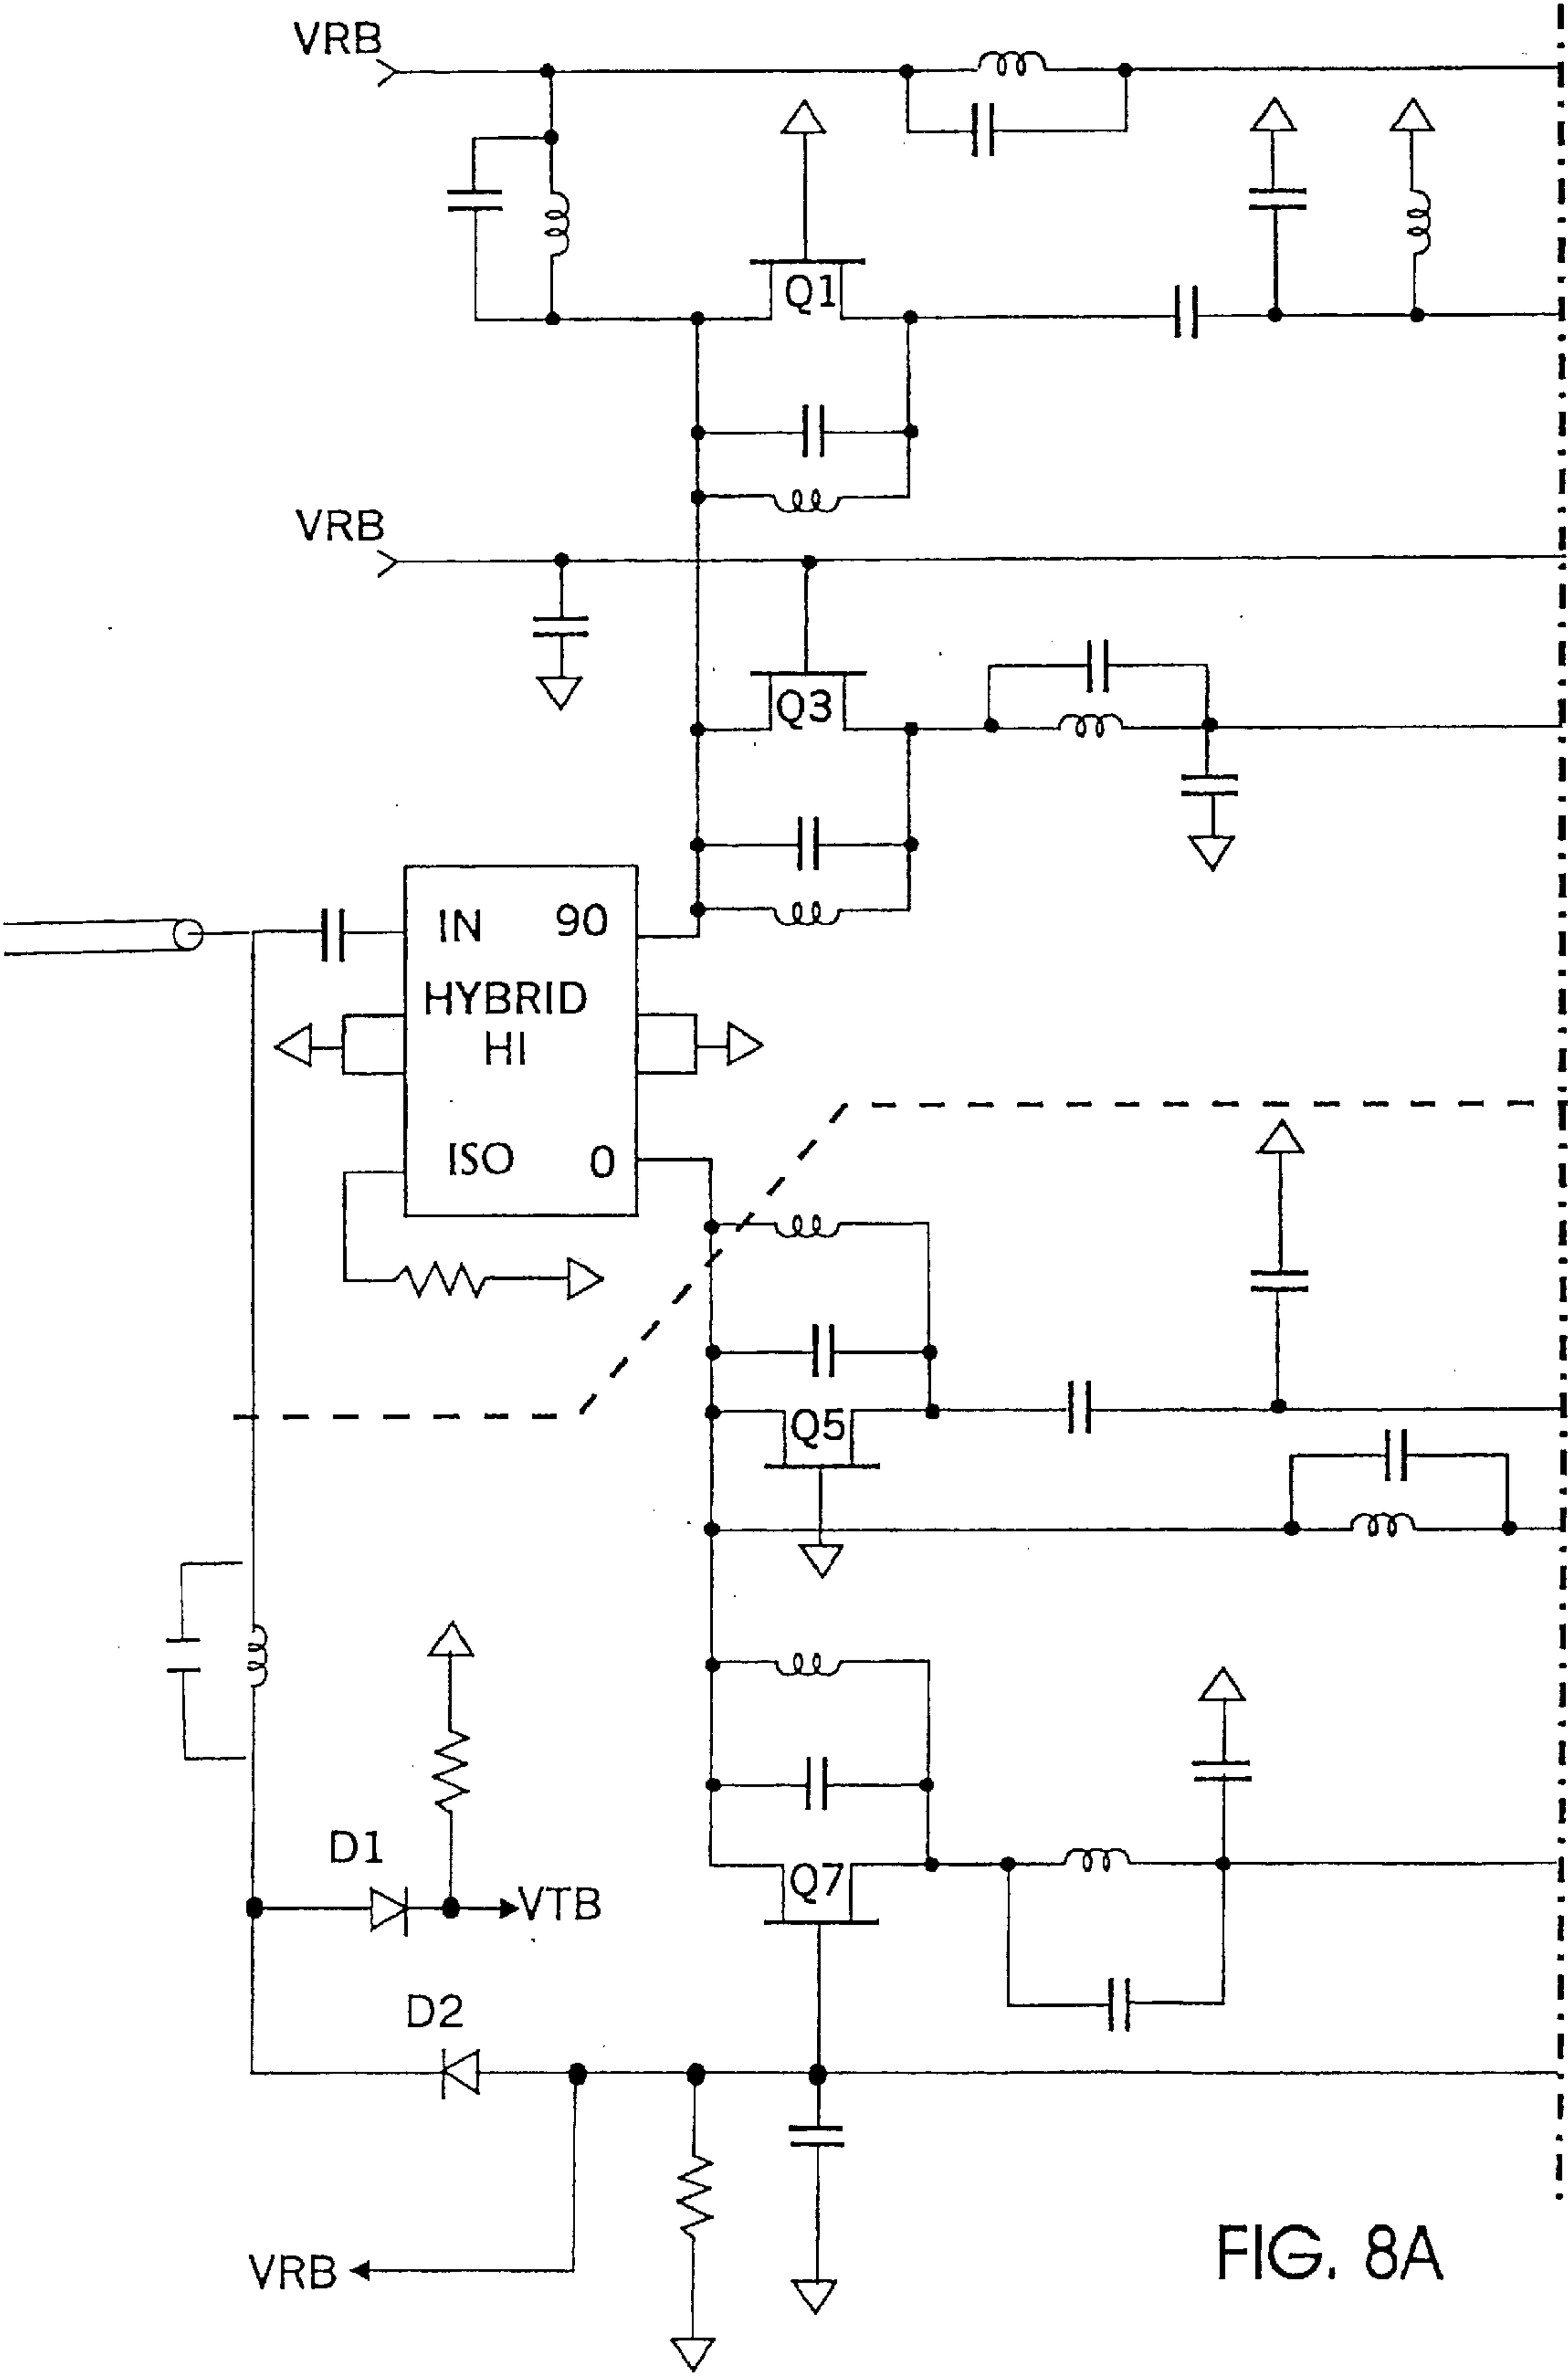 VRB
Q1
VRB
Q3
IN 90
HYBRID
HI
ISO 0
Q5
D1
Q7
VTB
D2
VRB
FIG. 8A